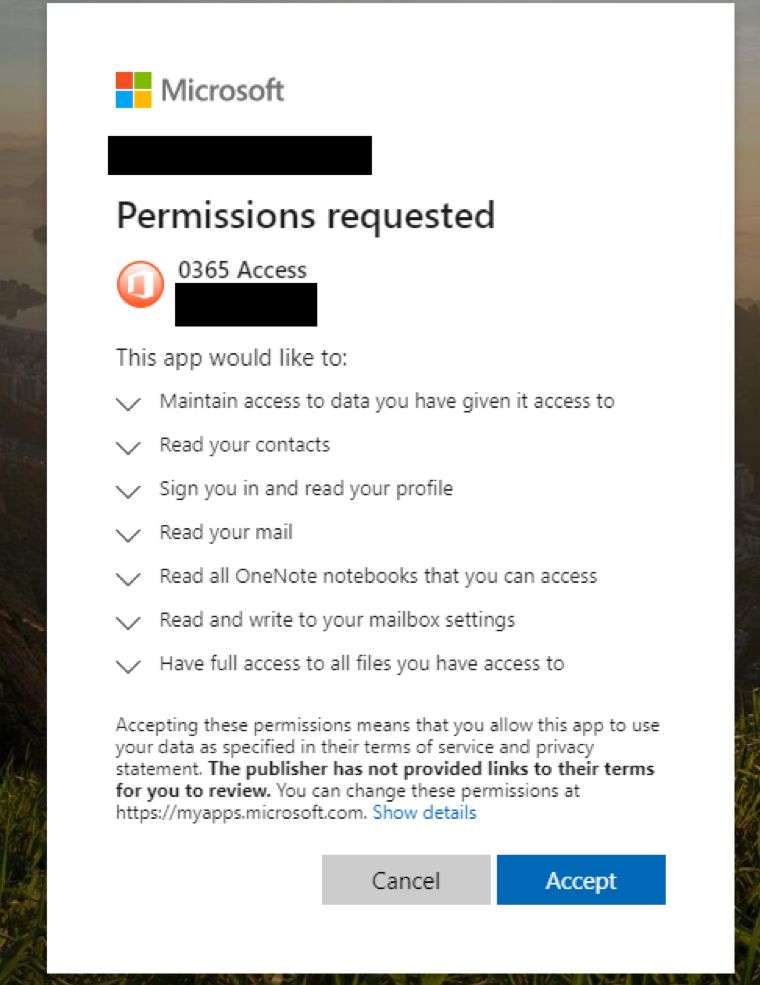 Microsoft
Permissions requested
0365 Access
This app would like to:
Maintain access to data you have given it access to
Read your contacts
Sign you in and read your profile
Read your mail
Read all OneNote notebooks that you can access
Read and write to your mailbox settings
Have full access to all files you have access to
Accepting these permissions means that you allow this app to use
your data as specified in their terms of service and privacy
statement. The publisher has not provided links to their terms
for you to review. You can change these permissions at
https://myapps.microsoft.com. Show details
Cancel
Accept